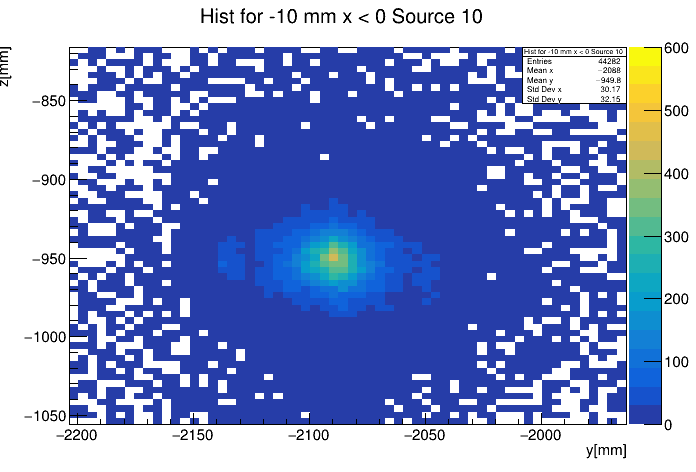 Hist for -10 mm x < 0 Source 10
z[mm]
Hist for -10 mm x < 0 Source 10
Entries 44282
Mean x −2088
Mean y −949.8
Std Dev x 30.17
Std Dev y 32.15
600
500
400
300
200
100
0
−850
−900
−950
−1000
−1050
−2200 −2150 −2100 −2050 −2000
y[mm]